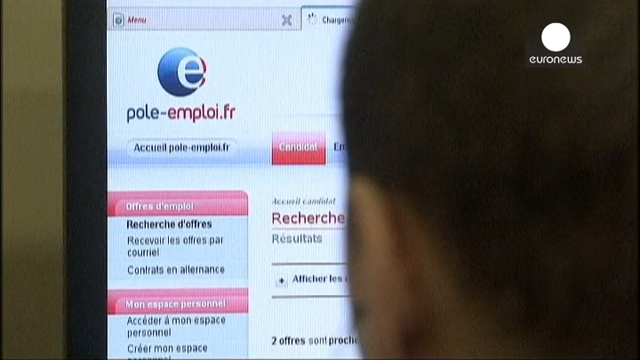 Menu
euronews
pole-emploi.fr
Accueil pole-emploi.fr
Candidat
Offres d'emploi
Accueil candidat
Recherche d'offres
Recherche
Recevoir les offres par
courriel
Résultats
Contrats en alternance
Afficher les
Mon espace personnel
Accéder à mon espace
personnel
Créer mon espace
2 offres sont proche